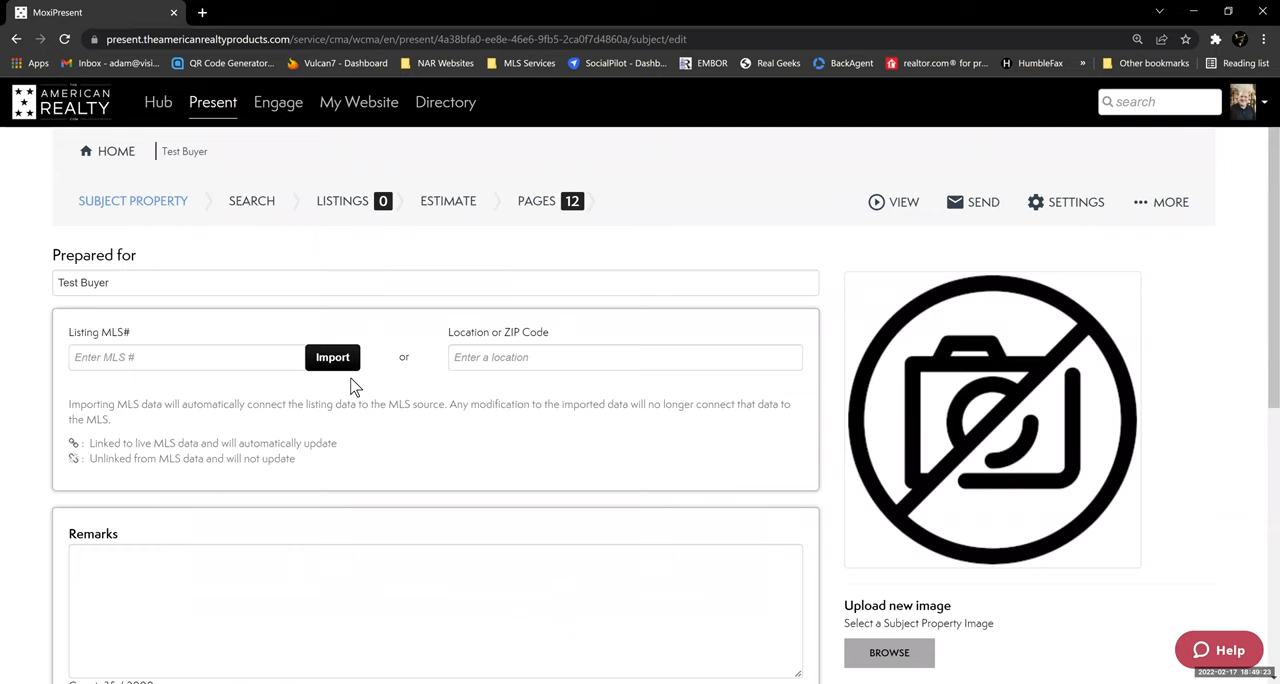 MoxiPresent
present.theamericanrealtyproducts.com/service/cma/wcma/en/present/4a38bfa0-ee8e-46e6-9fb5-2ca0f7d4860a/subject/edit
Apps Inbox - adam@visi... QR Code Generator... Vulcan7 - Dashboard NAR Websites MLS Services SocialPilot - Dashb... EMBOR Real Geeks BackAgent realtor.com® for pr... HumbleFax » Other bookmarks Reading list
THE
AMERICAN
REALTY
.COM
Hub Present Engage My Website Directory search
HOME Test Buyer
SUBJECT PROPERTY SEARCH LISTINGS 0 ESTIMATE PAGES 12 VIEW SEND SETTINGS ••• MORE
Prepared for
Test Buyer
Listing MLS# Location or ZIP Code
Enter MLS # Import or Enter a location
Importing MLS data will automatically connect the listing data to the MLS source. Any modification to the imported data will no longer connect that data to
the MLS.
: Linked to live MLS data and will automatically update
: Unlinked from MLS data and will not update
Remarks
Upload new image
Select a Subject Property Image
BROWSE
Help
2022-02-17 18:49:23